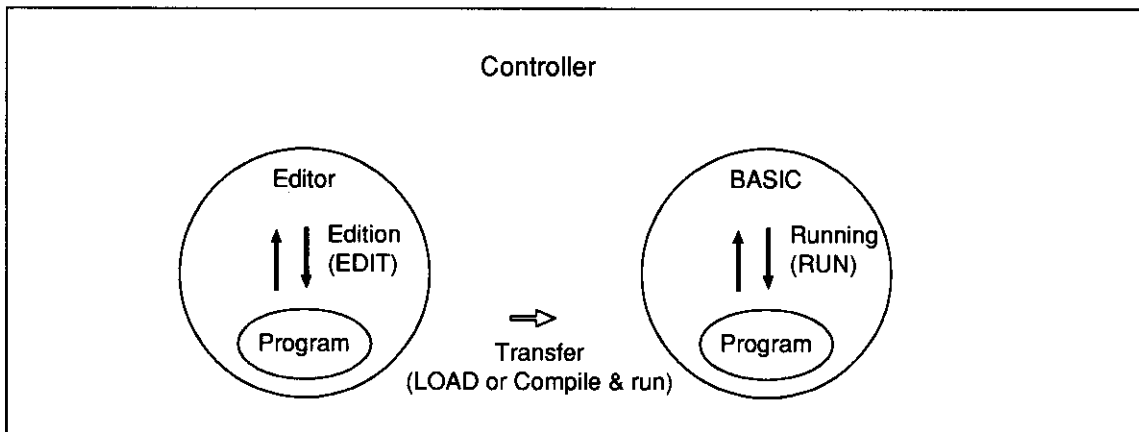 Controller
Editor
Edition
(EDIT)
Program
Transfer
(LOAD or Compile & run)
BASIC
Running
(RUN)
Program